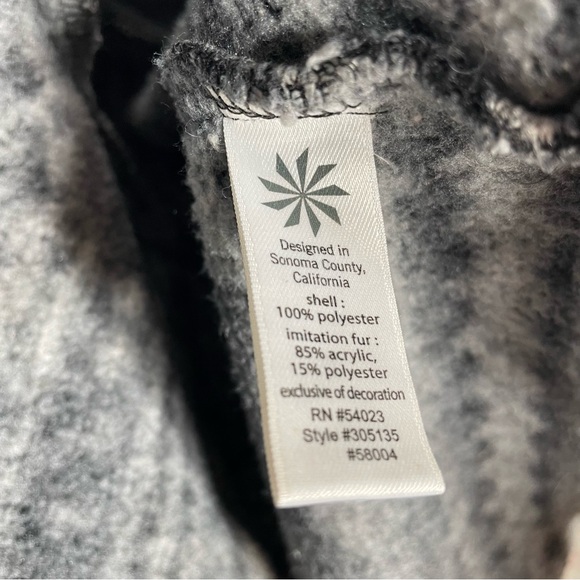 Designed in
Sonoma County,
California
shell :
100% polyester
imitation fur :
85% acrylic,
15% polyester
exclusive of decoration
RN #54023
Style #305135
#58004